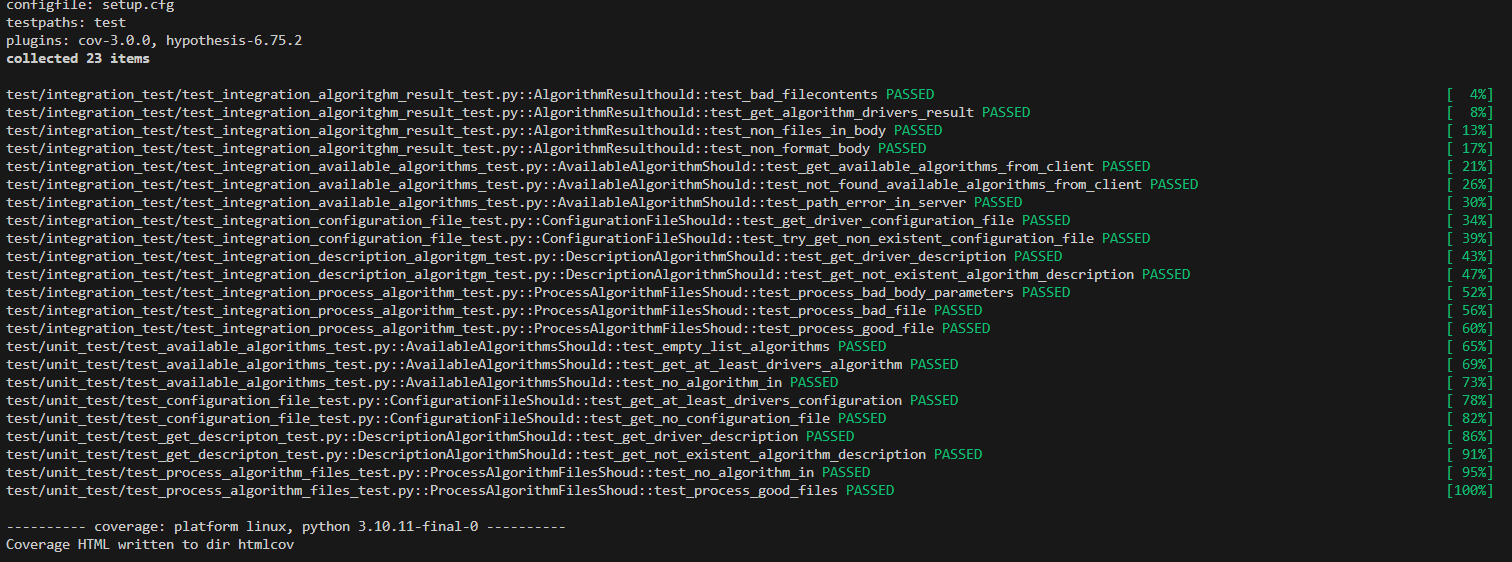 configfile: setup.cfg
testpaths: test
plugins: cov-3.0.0, hypothesis-6.75.2
collected 23 items
test/integration_test/test_integration_algoritghm_result_test.py::AlgorithmResulthould::test_bad_filecontents PASSED [  4%]
test/integration_test/test_integration_algoritghm_result_test.py::AlgorithmResulthould::test_get_algorithm_drivers_result PASSED [  8%]
test/integration_test/test_integration_algoritghm_result_test.py::AlgorithmResulthould::test_non_files_in_body PASSED [ 13%]
test/integration_test/test_integration_algoritghm_result_test.py::AlgorithmResulthould::test_non_format_body PASSED [ 17%]
test/integration_test/test_integration_available_algorithms_test.py::AvailableAlgorithmShould::test_get_available_algorithms_from_client PASSED [ 21%]
test/integration_test/test_integration_available_algorithms_test.py::AvailableAlgorithmShould::test_not_found_available_algorithms_from_client PASSED [ 26%]
test/integration_test/test_integration_available_algorithms_test.py::AvailableAlgorithmShould::test_path_error_in_server PASSED [ 30%]
test/integration_test/test_integration_configuration_file_test.py::ConfigurationFileShould::test_get_driver_configuration_file PASSED [ 34%]
test/integration_test/test_integration_configuration_file_test.py::ConfigurationFileShould::test_try_get_non_existent_configuration_file PASSED [ 39%]
test/integration_test/test_integration_description_algoritgm_test.py::DescriptionAlgorithmShould::test_get_driver_description PASSED [ 43%]
test/integration_test/test_integration_description_algoritgm_test.py::DescriptionAlgorithmShould::test_get_not_existent_algorithm_description PASSED [ 47%]
test/integration_test/test_integration_process_algorithm_test.py::ProcessAlgorithmFilesShoud::test_process_bad_body_parameters PASSED [ 52%]
test/integration_test/test_integration_process_algorithm_test.py::ProcessAlgorithmFilesShoud::test_process_bad_file PASSED [ 56%]
test/integration_test/test_integration_process_algorithm_test.py::ProcessAlgorithmFilesShoud::test_process_good_file PASSED [ 60%]
test/unit_test/test_available_algorithms_test.py::AvailableAlgorithmsShould::test_empty_list_algorithms PASSED [ 65%]
test/unit_test/test_available_algorithms_test.py::AvailableAlgorithmsShould::test_get_at_least_drivers_algorithm PASSED [ 69%]
test/unit_test/test_available_algorithms_test.py::AvailableAlgorithmsShould::test_no_algorithm_in PASSED [ 73%]
test/unit_test/test_configuration_file_test.py::ConfigurationFileShould::test_get_at_least_drivers_configuration PASSED [ 78%]
test/unit_test/test_configuration_file_test.py::ConfigurationFileShould::test_get_no_configuration_file PASSED [ 82%]
test/unit_test/test_get_descripton_test.py::DescriptionAlgorithmShould::test_get_driver_description PASSED [ 86%]
test/unit_test/test_get_descripton_test.py::DescriptionAlgorithmShould::test_get_not_existent_algorithm_description PASSED [ 91%]
test/unit_test/test_process_algorithm_files_test.py::ProcessAlgorithmFilesShoud::test_no_algorithm_in PASSED [ 95%]
test/unit_test/test_process_algorithm_files_test.py::ProcessAlgorithmFilesShoud::test_process_good_files PASSED [100%]
---------- coverage: platform linux, python 3.10.11-final-0 ----------
Coverage HTML written to dir htmlcov